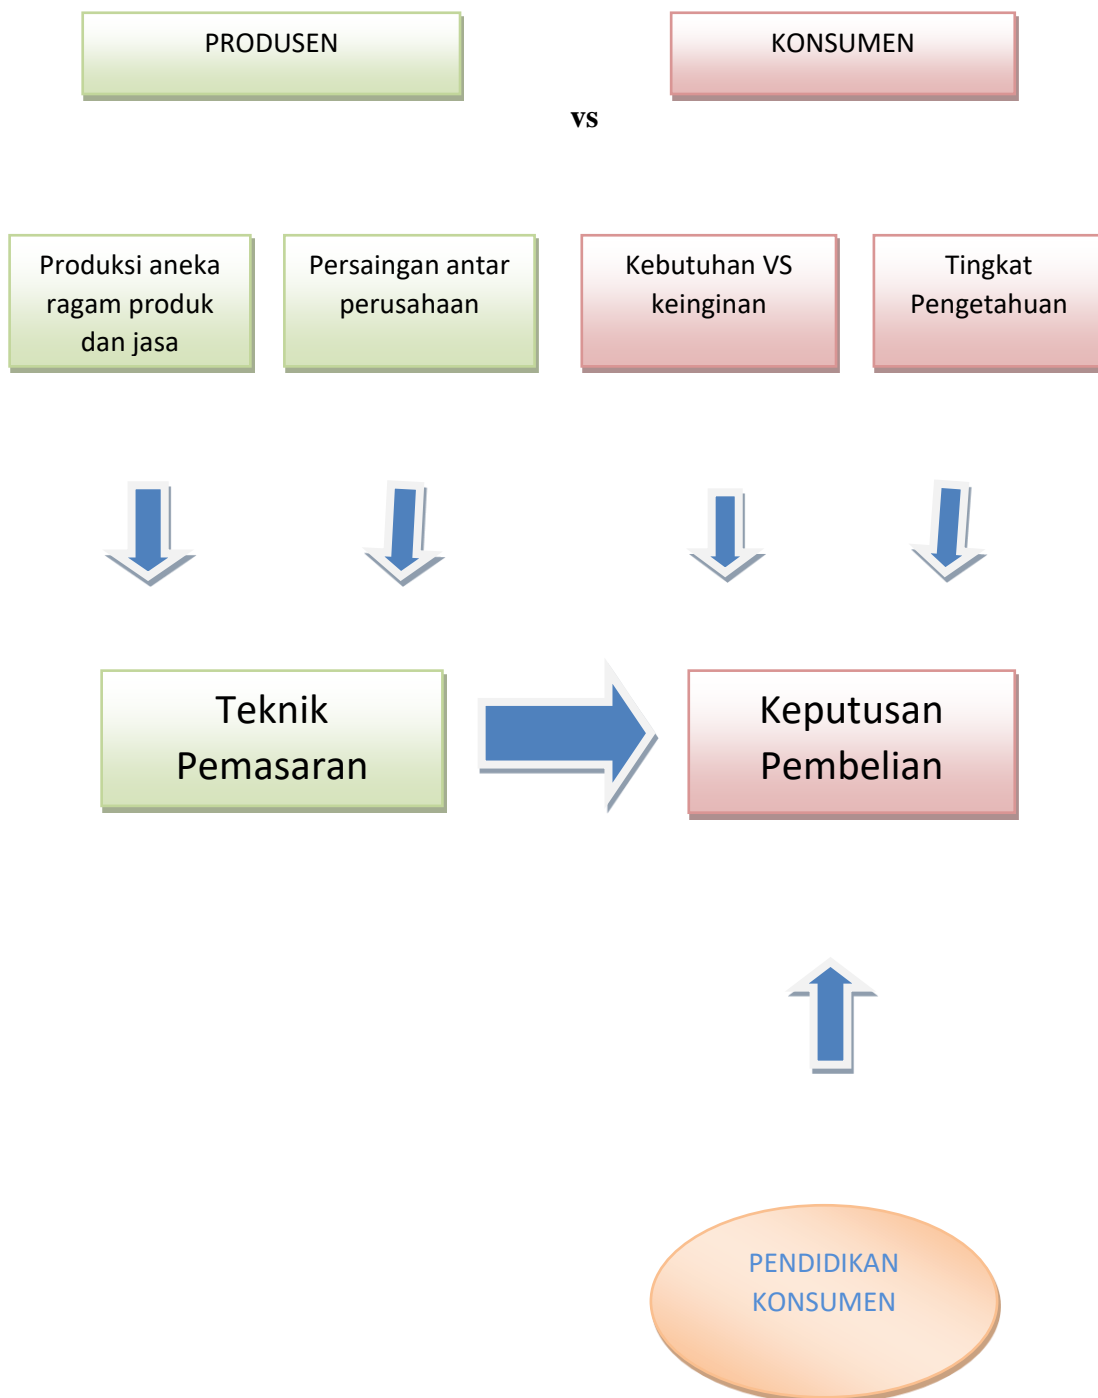 PRODUSEN
KONSUMEN
vs
Produksi aneka
ragam produk
dan jasa
Persaingan antar
perusahaan
Kebutuhan VS
keinginan
Tingkat
Pengetahuan
Teknik
Pemasaran
Keputusan
Pembelian
PENDIDIKAN
KONSUMEN